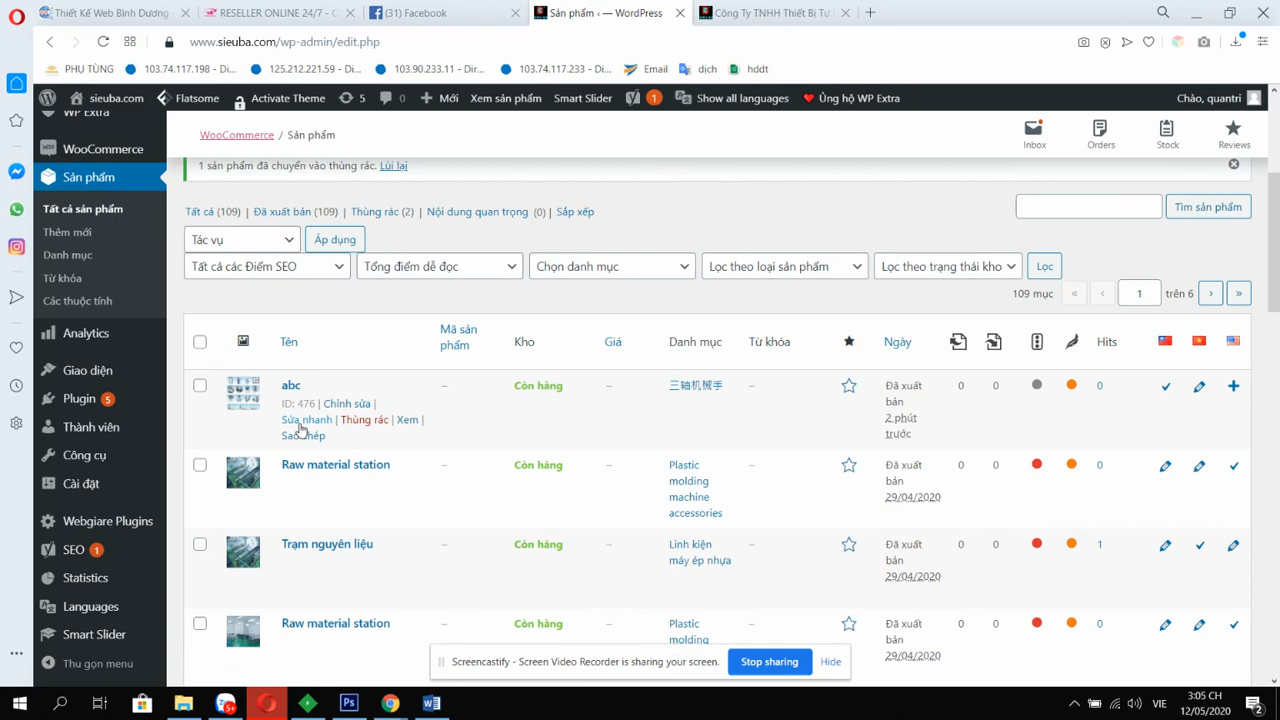 Thiết Kế Web Bình Dương
RESELLER ONLINE 24/7 - C
(31) Facebook
Sản phẩm ‹ — WordPress
Công Ty TNHH Thiết Bị Tự
www.sieuba.com/wp-admin/edit.php
PHỤ TÙNG
103.74.117.198 - Di...
125.212.221.59 - Di...
103.90.233.11 - Dir...
103.74.117.233 - Di...
Email
dịch
hddt
sieuba.com
Flatsome
Activate Theme
5
0
Mới
Xem sản phẩm
Smart Slider
1
Show all languages
Ủng hộ WP Extra
Chào, quantri
WP Extra
WooCommerce
Sản phẩm
Tất cả sản phẩm
Thêm mới
Danh mục
Từ khóa
Các thuộc tính
Analytics
Giao diện
Plugin 5
Thành viên
Công cụ
Cài đặt
Webgiare Plugins
SEO 1
Statistics
Languages
Smart Slider
Thu gọn menu
WooCommerce / Sản phẩm
Inbox
Orders
Stock
Reviews
1 sản phẩm đã chuyển vào thùng rác. Lùi lại
Tất cả (109) | Đã xuất bản (109) | Thùng rác (2) | Nội dung quan trọng (0) | Sắp xếp
Tìm sản phẩm
Tác vụ
Áp dụng
Tất cả các Điểm SEO
Tổng điểm dễ đọc
Chọn danh mục
Lọc theo loại sản phẩm
Lọc theo trạng thái kho
Lọc
109 mục « ‹ 1 trên 6 › »
Tên
Mã sản
phẩm
Kho
Giá
Danh mục
Từ khóa
Ngày
Hits
abc
ID: 476 | Chỉnh sửa |
Sửa nhanh | Thùng rác | Xem |
Sao chép
–
Còn hàng
–
三轴机械手
–
Đã xuất
bản
2 phút
trước
0
0
0
Raw material station
–
Còn hàng
–
Plastic
molding
machine
accessories
–
Đã xuất
bản
29/04/2020
0
0
0
Trạm nguyên liệu
–
Còn hàng
–
Linh kiện
máy ép nhựa
–
Đã xuất
bản
29/04/2020
0
0
1
Raw material station
–
Còn hàng
–
Plastic
molding
–
Đã xuất
bản
29/04/2020
0
0
0
Screencastify - Screen Video Recorder is sharing your screen.
Stop sharing
Hide
5+
VIE
3:05 CH
12/05/2020
2